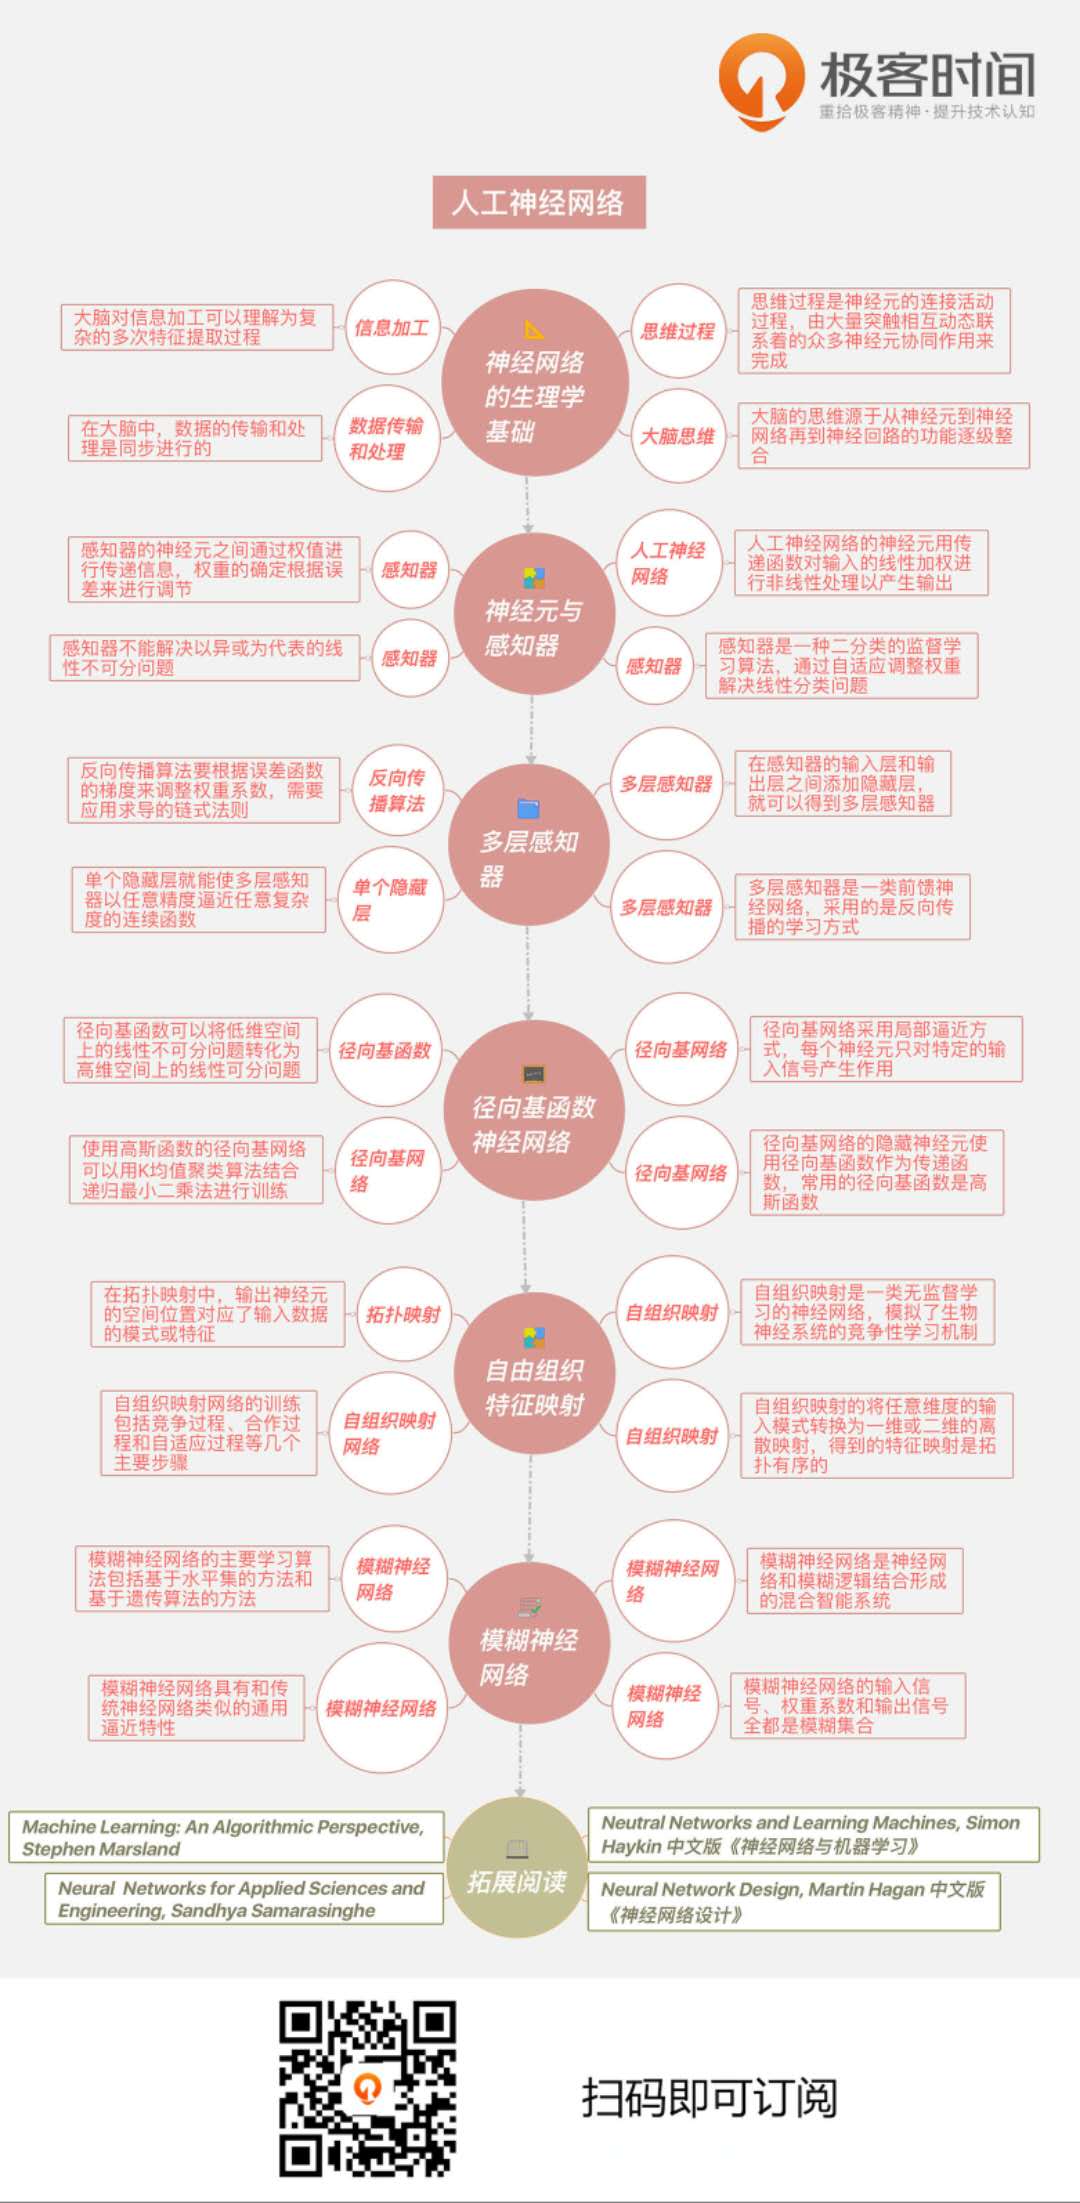 极客时间
重拾极客精神·提升技术认知
人工神经网络
神经网络
的生理学
基础
信息加工
大脑对信息加工可以理解为复
杂的多次特征提取过程
思维过程
思维过程是神经元的连接活动
过程，由大量突触相互动态联
系着的众多神经元协同作用来
完成
数据传输
和处理
在大脑中，数据的传输和处
理是同步进行的
大脑思维
大脑的思维源于从神经元到神经
网络再到神经回路的功能逐级整
合
神经元与
感知器
感知器
感知器的神经元之间通过权值进
行传递信息，权重的确定根据误
差来进行调节
人工神经
网络
人工神经网络的神经元用传
递函数对输入的线性加权进
行非线性处理以产生输出
感知器
感知器不能解决以异或为代表的线
性不可分问题
感知器
感知器是一种二分类的监督学
习算法，通过自适应调整权重
解决线性分类问题
多层感知
器
反向传
播算法
反向传播算法要根据误差函数
的梯度来调整权重系数，需要
应用求导的链式法则
多层感知器
在感知器的输入层和输
出层之间添加隐藏层，
就可以得到多层感知器
单个隐藏
层
单个隐藏层就能使多层感知
器以任意精度逼近任意复杂
度的连续函数
多层感知器
多层感知器是一类前馈神
经网络，采用的是反向传
播的学习方式
径向基函数
神经网络
径向基函数
径向基函数可以将低维空间
上的线性不可分问题转化为
高维空间上的线性可分问题
径向基网络
径向基网络采用局部逼近方
式，每个神经元只对特定的输
入信号产生作用
径向基网
络
使用高斯函数的径向基网络
可以用K均值聚类算法结合
递归最小二乘法进行训练
径向基网络
径向基网络的隐藏神经元使
用径向基函数作为传递函
数，常用的径向基函数是高
斯函数
自由组织
特征映射
拓扑映射
在拓扑映射中，输出神经元
的空间位置对应了输入数据
的模式或特征
自组织映射
自组织映射是一类无监督学
习的神经网络，模拟了生物
神经系统的竞争性学习机制
自组织映射
网络
自组织映射网络的训练
包括竞争过程、合作过
程和自适应过程等几个
主要步骤
自组织映射
自组织映射的将任意维度的输
入模式转换为一维或二维的离
散映射，得到的特征映射是拓
扑有序的
模糊神经
网络
模糊神经
网络
模糊神经网络的主要学习算
法包括基于水平集的方法和
基于遗传算法的方法
模糊神经网
络
模糊神经网络是神经网
络和模糊逻辑结合形成
的混合智能系统
模糊神经网络
模糊神经网络具有和传
统神经网络类似的通用
逼近特性
模糊神经
网络
模糊神经网络的输入信
号、权重系数和输出信号
全都是模糊集合
拓展阅读
Machine Learning: An Algorithmic Perspective,
Stephen Marsland
Neutral Networks and Learning Machines, Simon
Haykin 中文版《神经网络与机器学习》
Neural Networks for Applied Sciences and
Engineering, Sandhya Samarasinghe
Neural Network Design, Martin Hagan 中文版
《神经网络设计》
扫码即可订阅